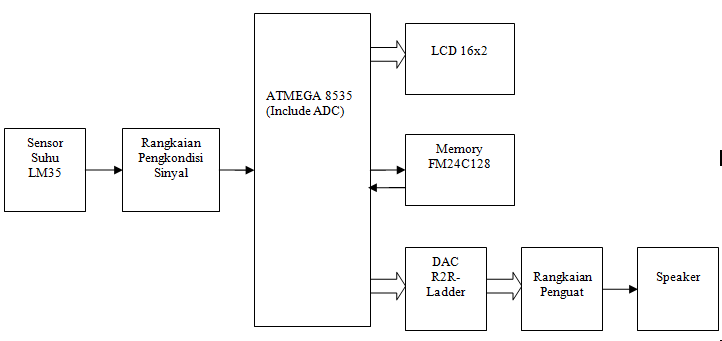 Sensor
Suhu
LM35
Rangkaian
Pengkondisi
Sinyal
ATMEGA 8535
(Include ADC)
LCD 16x2
Memory
FM24C128
DAC
R2R-
Ladder
Rangkaian
Penguat
Speaker